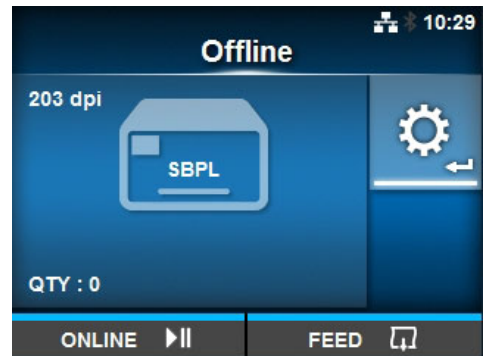 10:29
Offline
203 dpi
SBPL
QTY : 0
ONLINE
FEED